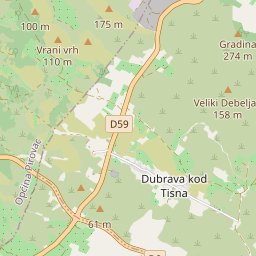 100 m
175 m
Vrani vrh
110 m
Gradina
274 m
Veliki Debelja
158 m
D59
Općina Pirovac
Dubrava kod
Tisna
61 m